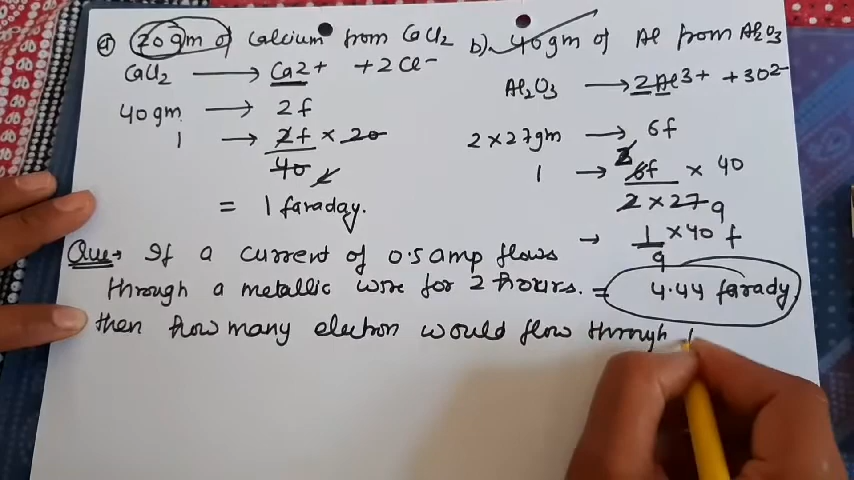 a) 20gm of calcium from CaCl2
CaCl2 → Ca2+ + 2Cl-
40gm → 2f
1 → 2f × 20
40 2
= 1 faraday.
b) 40gm of Al from Al2O3
Al2O3 → 2Al3+ + 3O2-
2×27gm → 6f
1 → 6f × 40
2 × 27 9
→ 1 × 40 f
9
= 4.44 farady
Que→ If a current of 0.5 amp flows
through a metallic wire for 2 hours.
then how many electron would flow through